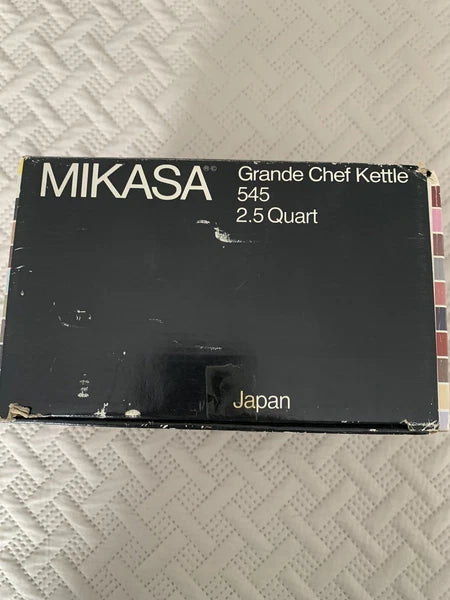 MIKASA®©
Grande Chef Kettle
545
2.5 Quart
Japan